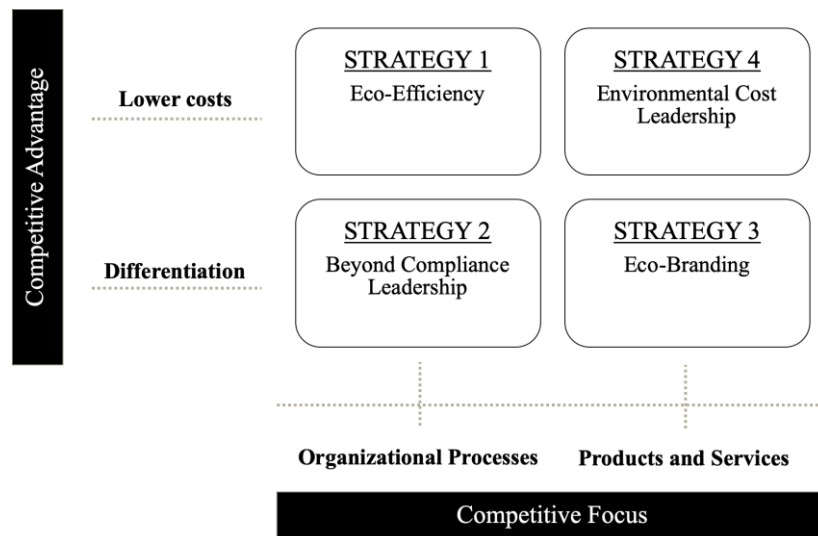 Competitive Advantage
Lower costs
STRATEGY 1
Eco-Efficiency
STRATEGY 4
Environmental Cost
Leadership
Differentiation
STRATEGY 2
Beyond Compliance
Leadership
STRATEGY 3
Eco-Branding
Organizational Processes
Products and Services
Competitive Focus